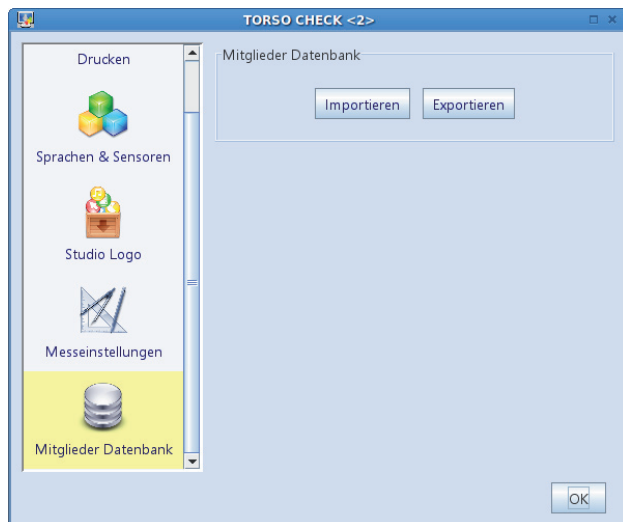 TORSO CHECK <2>
Drucken
Sprachen & Sensoren
Studio Logo
Messeinstellungen
Mitglieder Datenbank
Mitglieder Datenbank
Importieren Exportieren
OK